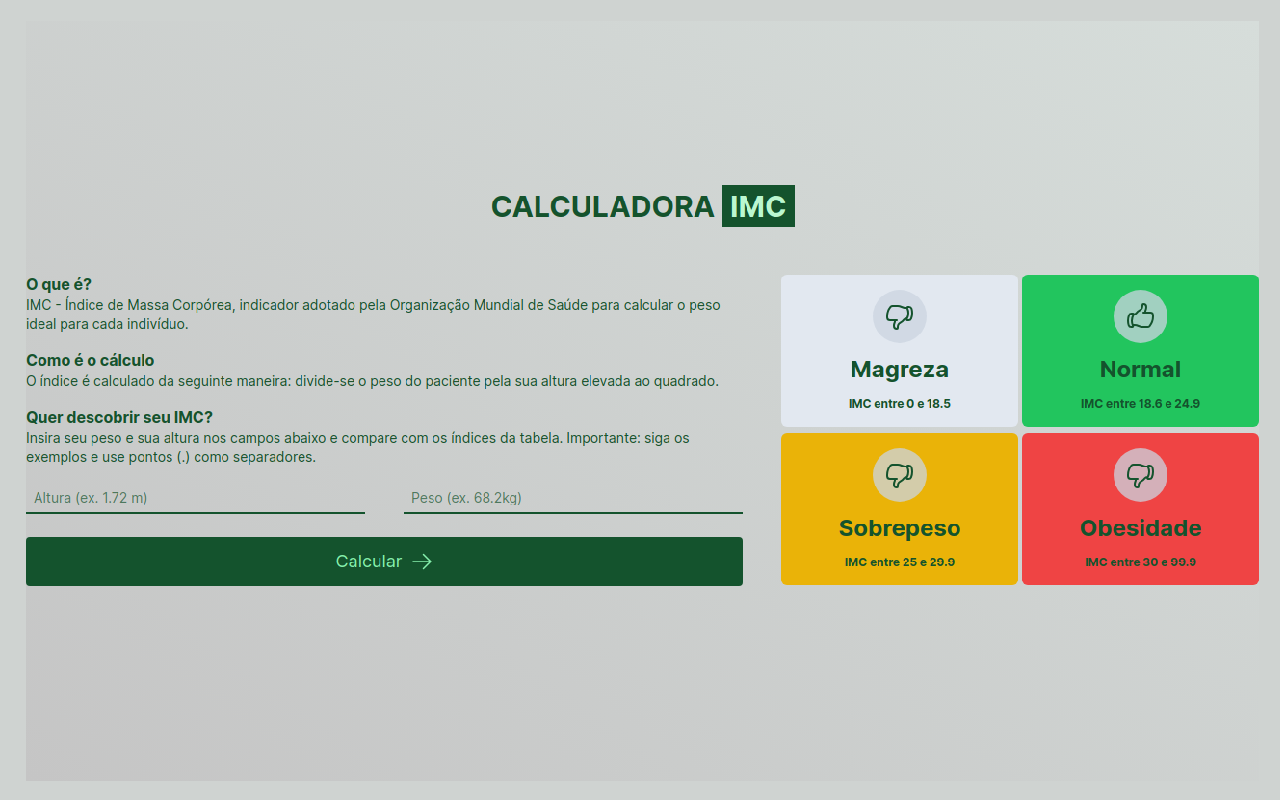 CALCULADORA IMC
O que é?
IMC - Índice de Massa Corpórea, indicador adotado pela Organização Mundial de Saúde para calcular o peso
ideal para cada indivíduo.
Como é o cálculo
O índice é calculado da seguinte maneira: divide-se o peso do paciente pela sua altura elevada ao quadrado.
Quer descobrir seu IMC?
Insira seu peso e sua altura nos campos abaixo e compare com os índices da tabela. Importante: siga os
exemplos e use pontos (.) como separadores.
Altura (ex. 1.72 m)
Peso (ex. 68.2kg)
Calcular
Magreza
IMC entre 0 e 18.5
Normal
IMC entre 18.6 e 24.9
Sobrepeso
IMC entre 25 e 29.9
Obesidade
IMC entre 30 e 99.9